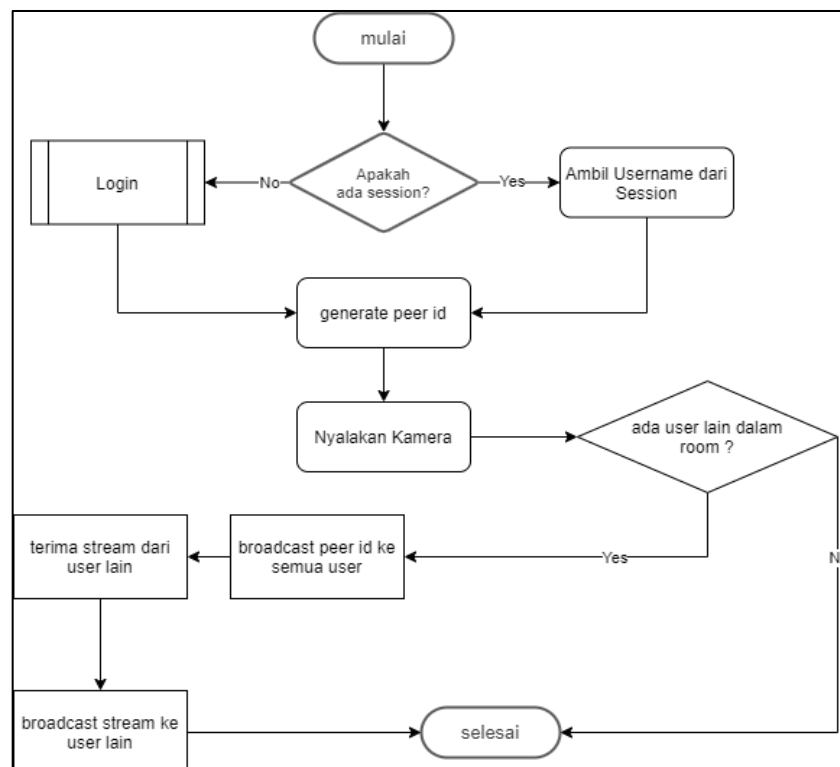 mulai
Apakah
ada session?
No
Yes
Login
Ambil Username dari
Session
generate peer id
Nyalakan Kamera
ada user lain dalam
room ?
Yes
N
broadcast peer id ke
semua user
terima stream dari
user lain
broadcast stream ke
user lain
selesai